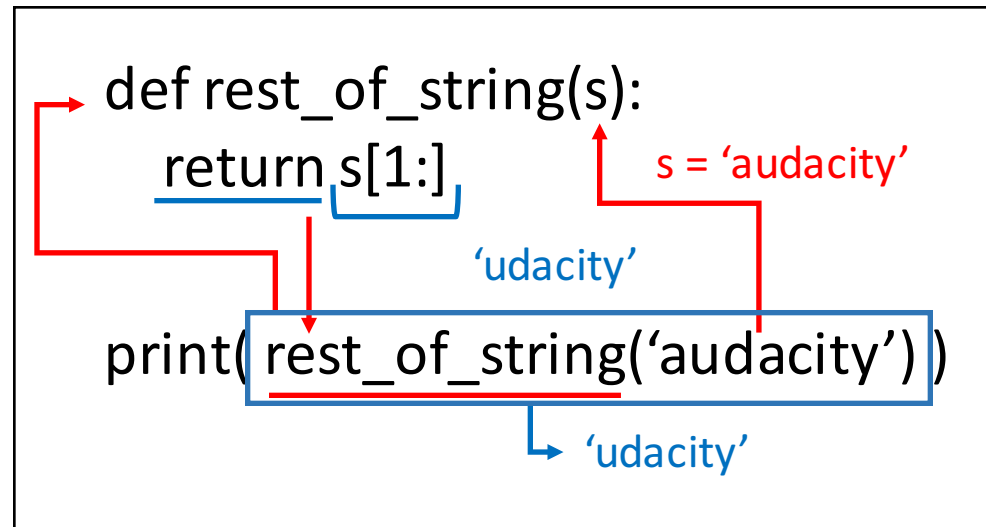 def rest_of_string(s):
return s[1:]
s = ‘audacity’
‘udacity’
print( rest_of_string(‘audacity’) )
‘udacity’